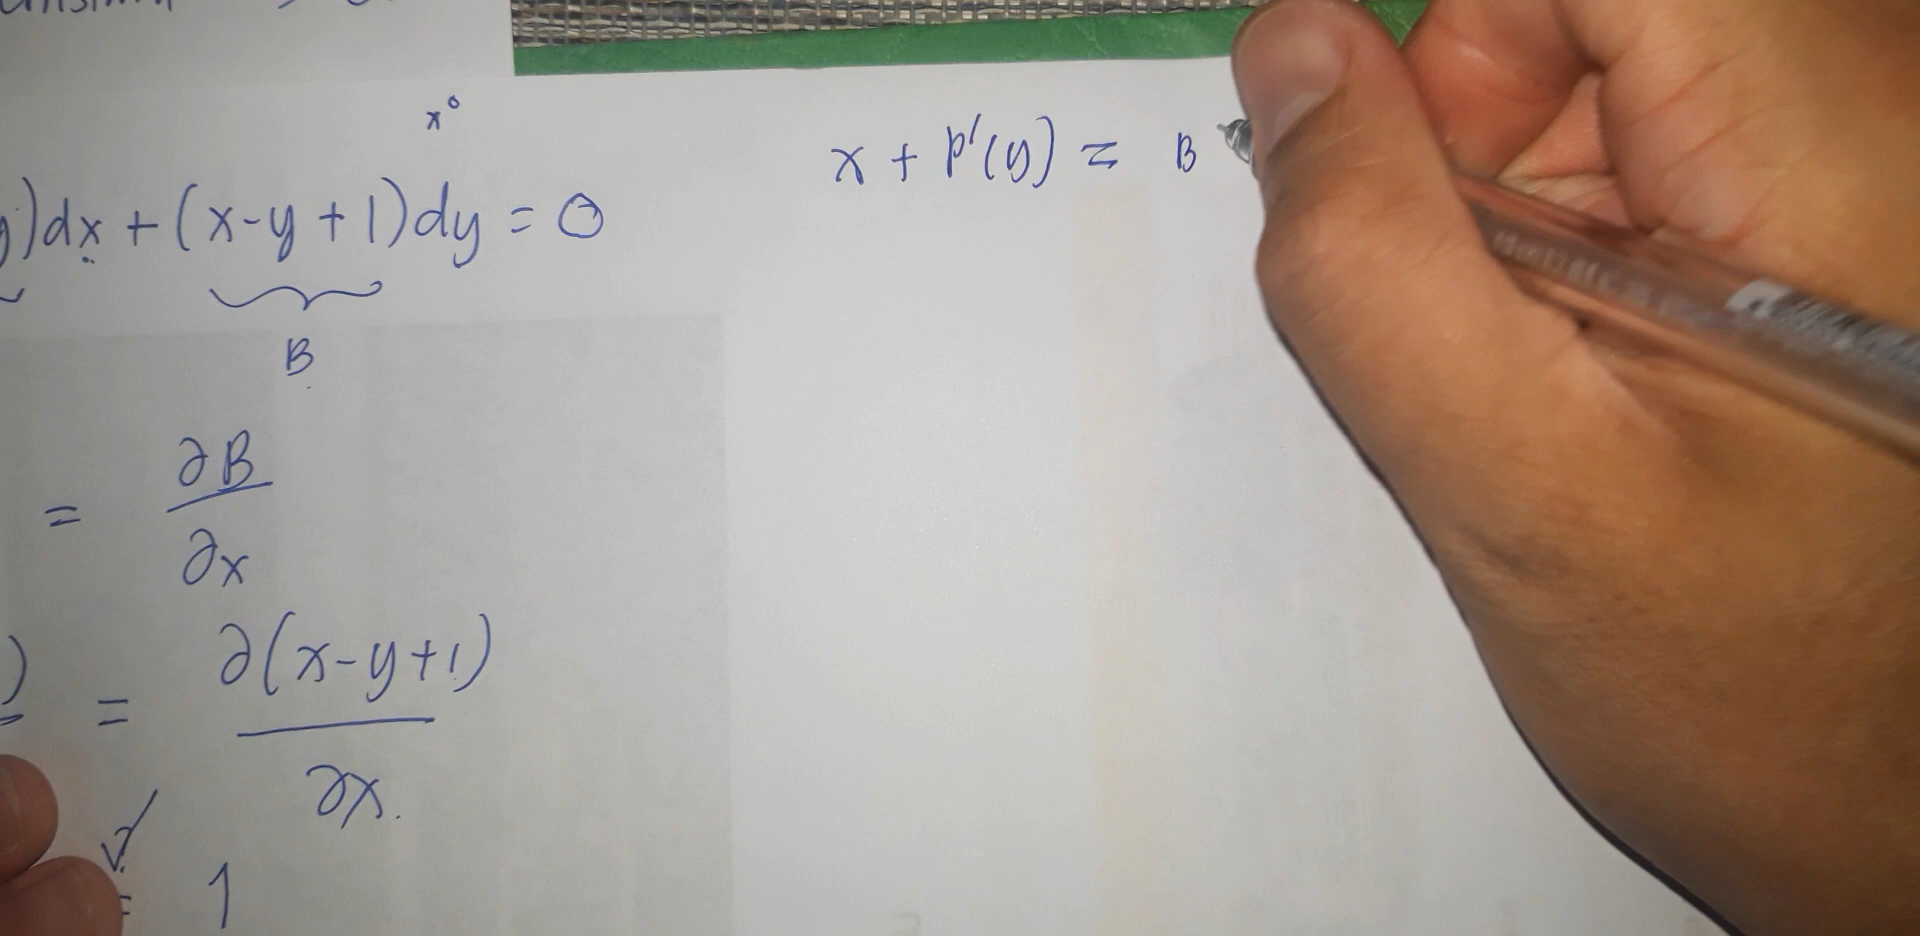 x°
)dx + (x-y+1)dy = 0
B
x + p'(y) = B
= ∂B/∂x
) = ∂(x-y+1)/∂x.
= 1